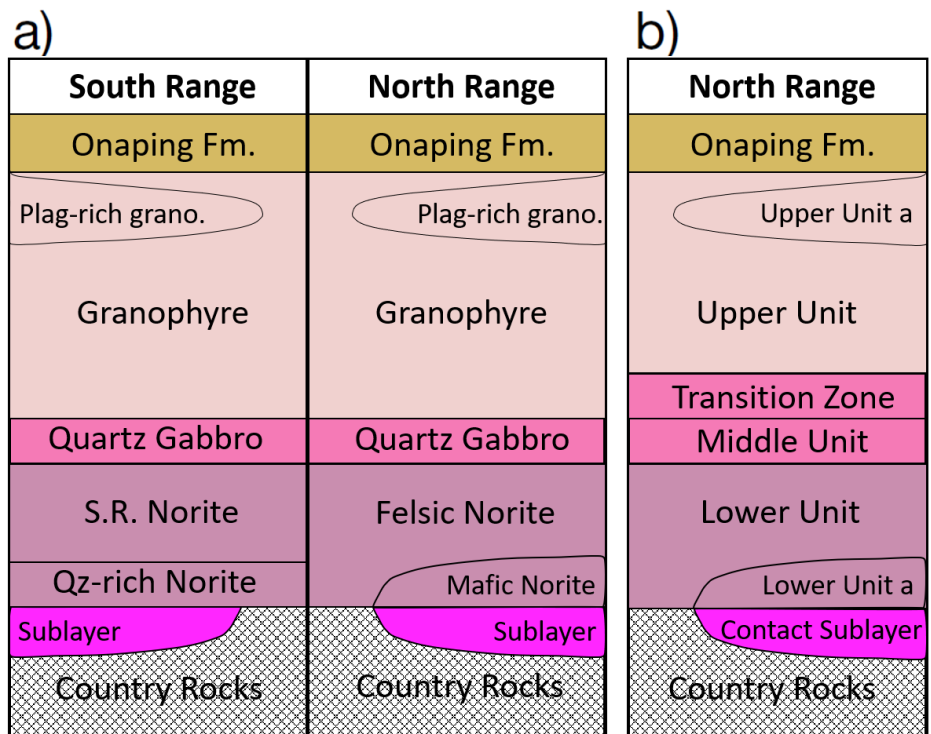 a)
South Range
North Range
Onaping Fm.
Onaping Fm.
Plag-rich grano.
Plag-rich grano.
Granophyre
Granophyre
Quartz Gabbro
Quartz Gabbro
S.R. Norite
Felsic Norite
Qz-rich Norite
Mafic Norite
Sublayer
Sublayer
Country Rocks
Country Rocks
b)
North Range
Onaping Fm.
Upper Unit a
Upper Unit
Transition Zone
Middle Unit
Lower Unit
Lower Unit a
Contact Sublayer
Country Rocks